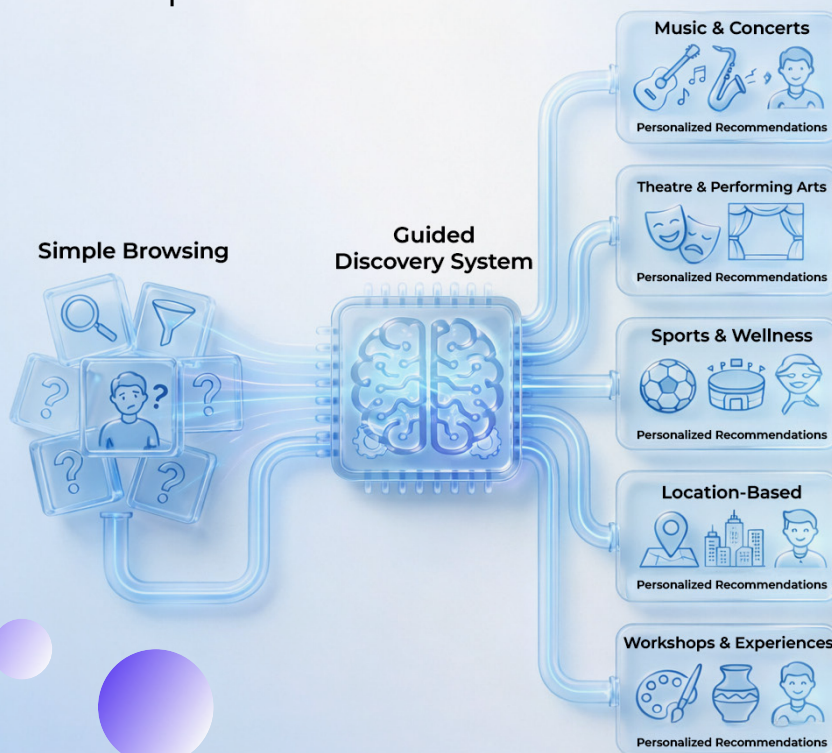 Simple Browsing
?
?
?
?
?
Guided
Discovery System
Music & Concerts
Personalized Recommendations
Theatre & Performing Arts
Personalized Recommendations
Sports & Wellness
Personalized Recommendations
Location-Based
Personalized Recommendations
Workshops & Experiences
Personalized Recommendations